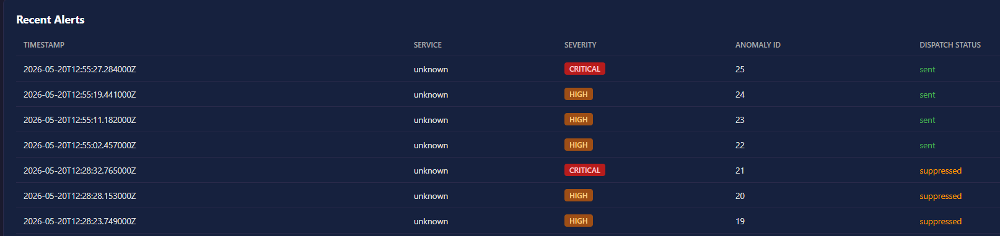 Recent Alerts
TIMESTAMP SERVICE SEVERITY ANOMALY ID DISPATCH STATUS
2026-05-20T12:55:27.284000Z unknown CRITICAL 25 sent
2026-05-20T12:55:19.441000Z unknown HIGH 24 sent
2026-05-20T12:55:11.182000Z unknown HIGH 23 sent
2026-05-20T12:55:02.457000Z unknown HIGH 22 sent
2026-05-20T12:28:32.765000Z unknown CRITICAL 21 suppressed
2026-05-20T12:28:28.153000Z unknown HIGH 20 suppressed
2026-05-20T12:28:23.749000Z unknown HIGH 19 suppressed